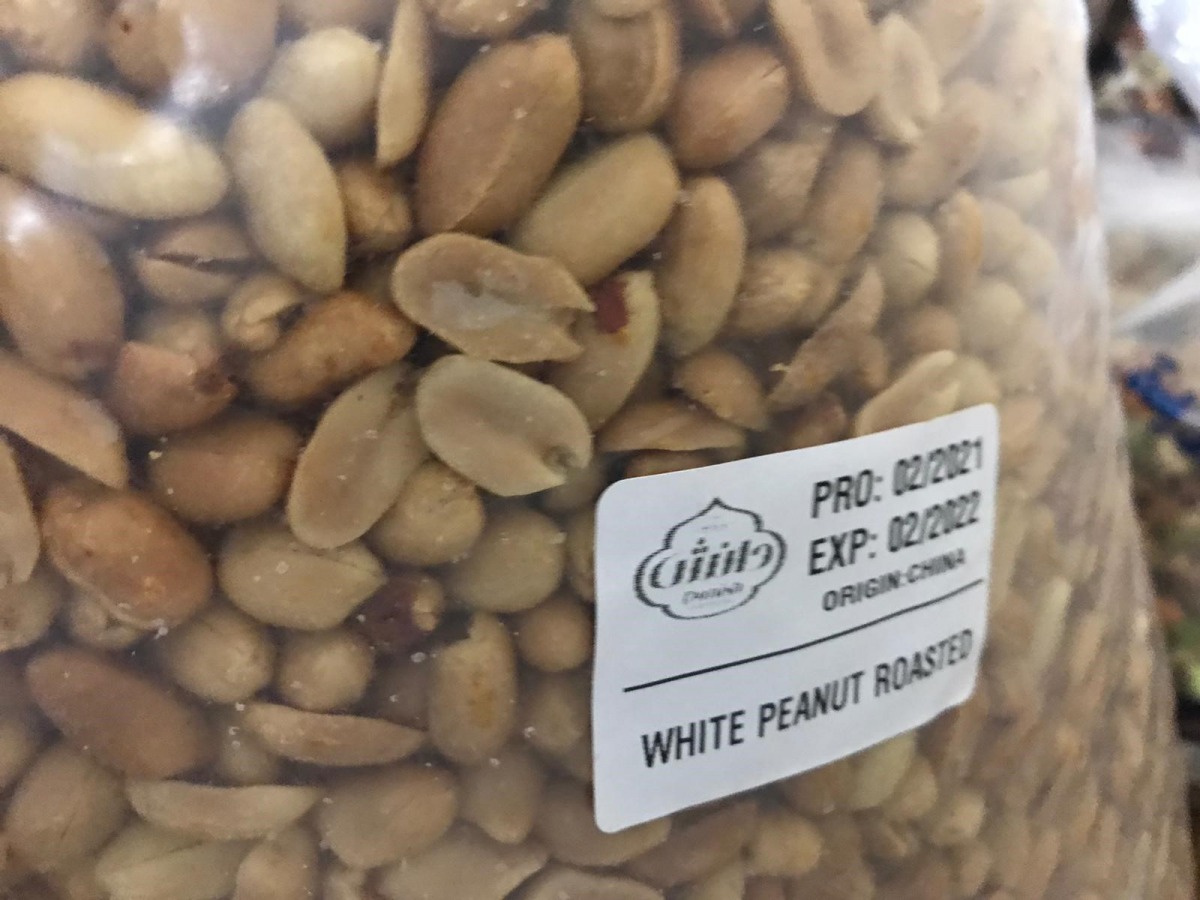 PRO: 02/2021
EXP: 02/2022
ORIGIN:CHINA
WHITE PEANUT ROASTED